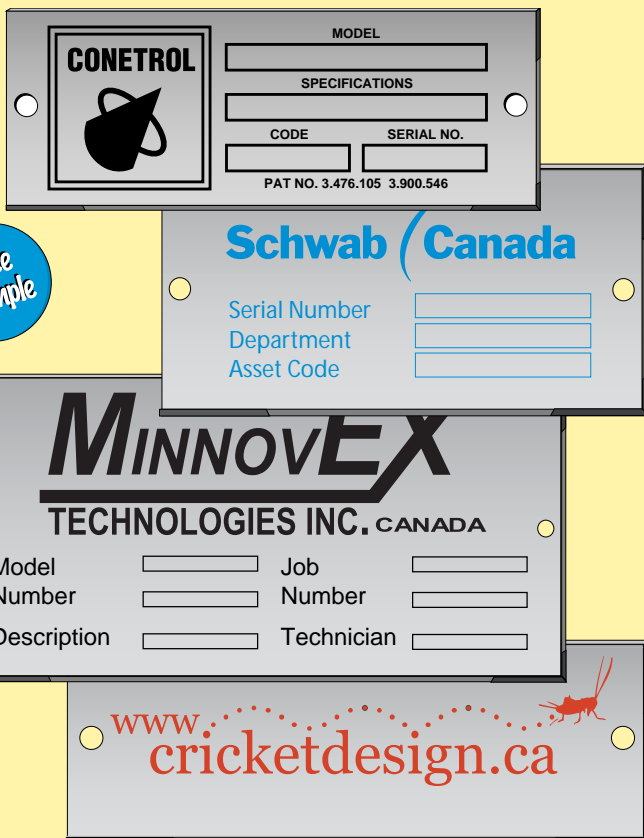 CONETROL
MODEL
SPECIFICATIONS
CODE SERIAL NO.
PAT NO. 3.476.105 3.900.546
Schwab Canada
Serial Number
Department
Asset Code
MINNOVEX
TECHNOLOGIES INC. CANADA
Model Job
Number Number
Description Technician
www.
cricketdesign.ca